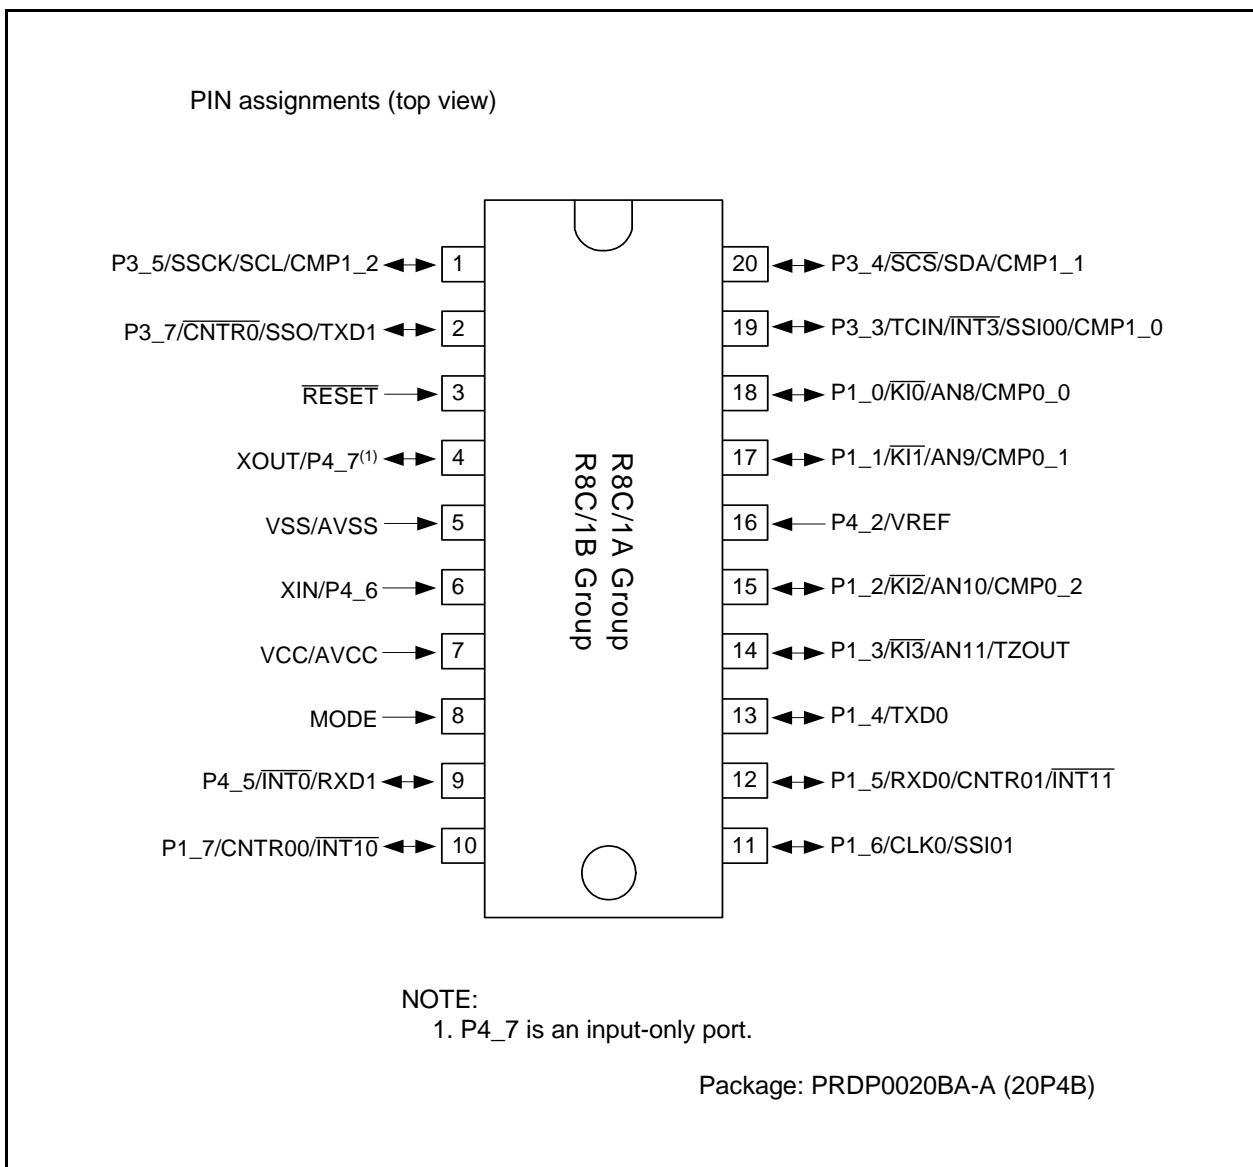 PIN assignments (top view)
P3_5/SSCK/SCL/CMP1_2 1
P3_7/CNTR0/SSO/TXD1 2
RESET 3
XOUT/P4_7(1) 4
VSS/AVSS 5
XIN/P4_6 6
VCC/AVCC 7
MODE 8
P4_5/INT0/RXD1 9
P1_7/CNTR00/INT10 10
R8C/1A Group
R8C/1B Group
20 P3_4/SCS/SDA/CMP1_1
19 P3_3/TCIN/INT3/SSI00/CMP1_0
18 P1_0/KI0/AN8/CMP0_0
17 P1_1/KI1/AN9/CMP0_1
16 P4_2/VREF
15 P1_2/KI2/AN10/CMP0_2
14 P1_3/KI3/AN11/TZOUT
13 P1_4/TXD0
12 P1_5/RXD0/CNTR01/INT11
11 P1_6/CLK0/SSI01
NOTE:
1. P4_7 is an input-only port.
Package: PRDP0020BA-A (20P4B)